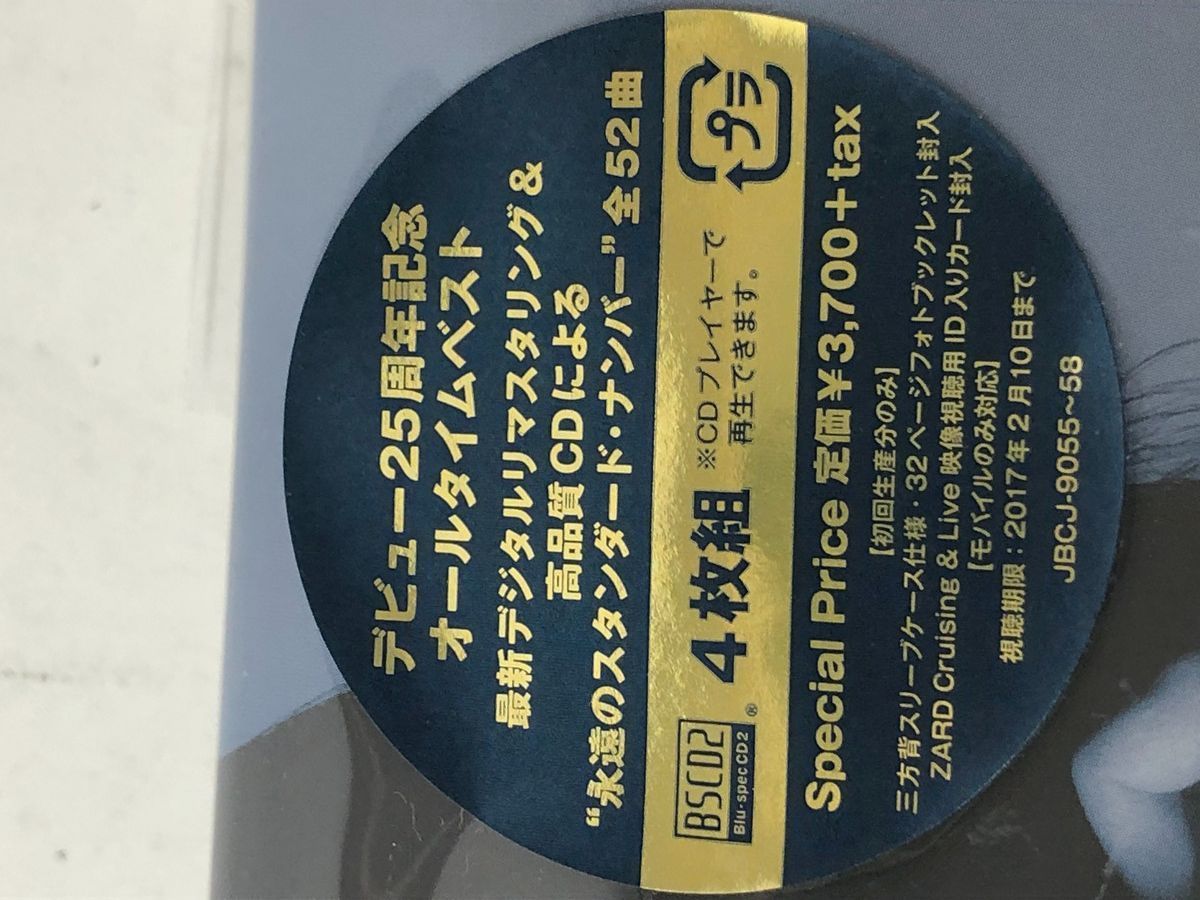 デビュー25周年記念
オールタイムベスト
最新デジタルリマスタリング&
高品質CDによる
“永遠のスタンダード・ナンバー”全52曲
BSCD2
Blu-specCD2
®
4枚組
※CDプレイヤーで
再生できます。
プラ
Special Price 定価¥3,700+tax
【初回生産分のみ】
三方背スリーブケース仕様・32ページフォトブックレット封入
ZARD Cruising & Live 映像視聴用ID入りカード封入
【モバイルのみ対応】
視聴期限:2017年2月10日まで
JBCJ-9055~58